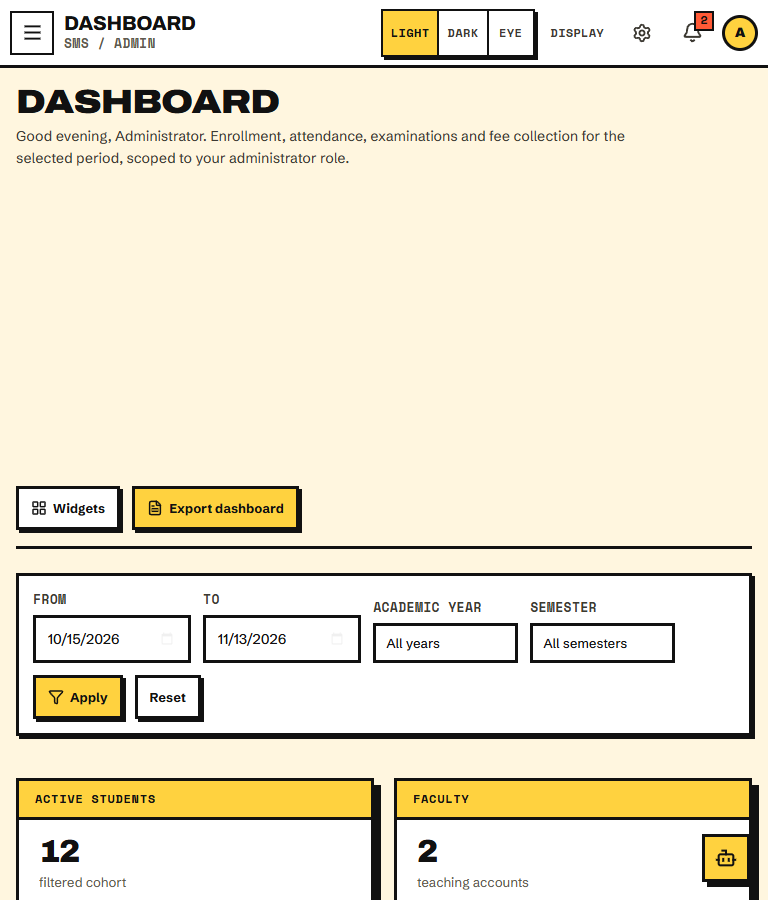 DASHBOARD
SMS / ADMIN
LIGHT DARK EYE DISPLAY 2 A
DASHBOARD
Good evening, Administrator. Enrollment, attendance, examinations and fee collection for the
selected period, scoped to your administrator role.
Widgets Export dashboard
FROM TO ACADEMIC YEAR SEMESTER
10/15/2026 11/13/2026 All years All semesters
Apply Reset
ACTIVE STUDENTS FACULTY
12 2
filtered cohort teaching accounts